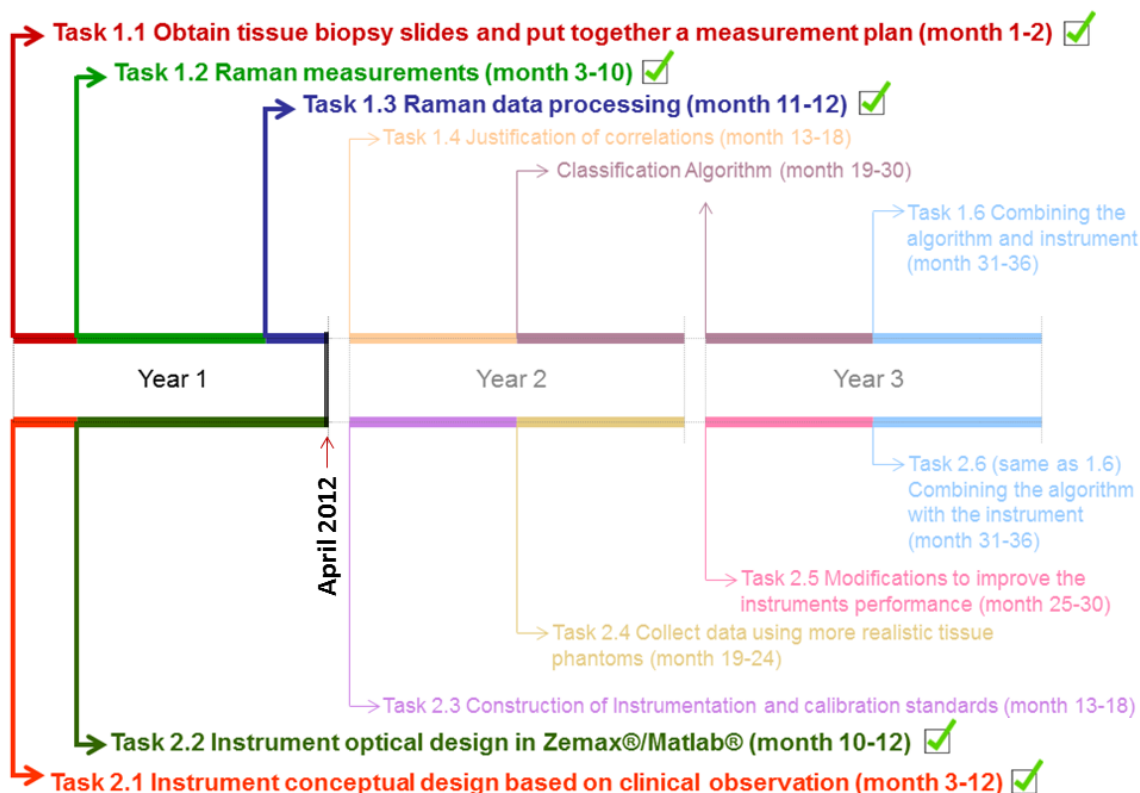 Task 1.1 Obtain tissue biopsy slides and put together a measurement plan (month 1-2)
Task 1.2 Raman measurements (month 3-10)
Task 1.3 Raman data processing (month 11-12)
Task 1.4 Justification of correlations (month 13-18)
Classification Algorithm (month 19-30)
Task 1.6 Combining the
algorithm and instrument
(month 31-36)
Year 1
Year 2
Year 3
April 2012
Task 2.6 (same as 1.6)
Combining the algorithm
with the instrument
(month 31-36)
Task 2.5 Modifications to improve the
instruments performance (month 25-30)
Task 2.4 Collect data using more realistic tissue
phantoms (month 19-24)
Task 2.3 Construction of Instrumentation and calibration standards (month 13-18)
Task 2.2 Instrument optical design in Zemax®/Matlab® (month 10-12)
Task 2.1 Instrument conceptual design based on clinical observation (month 3-12)